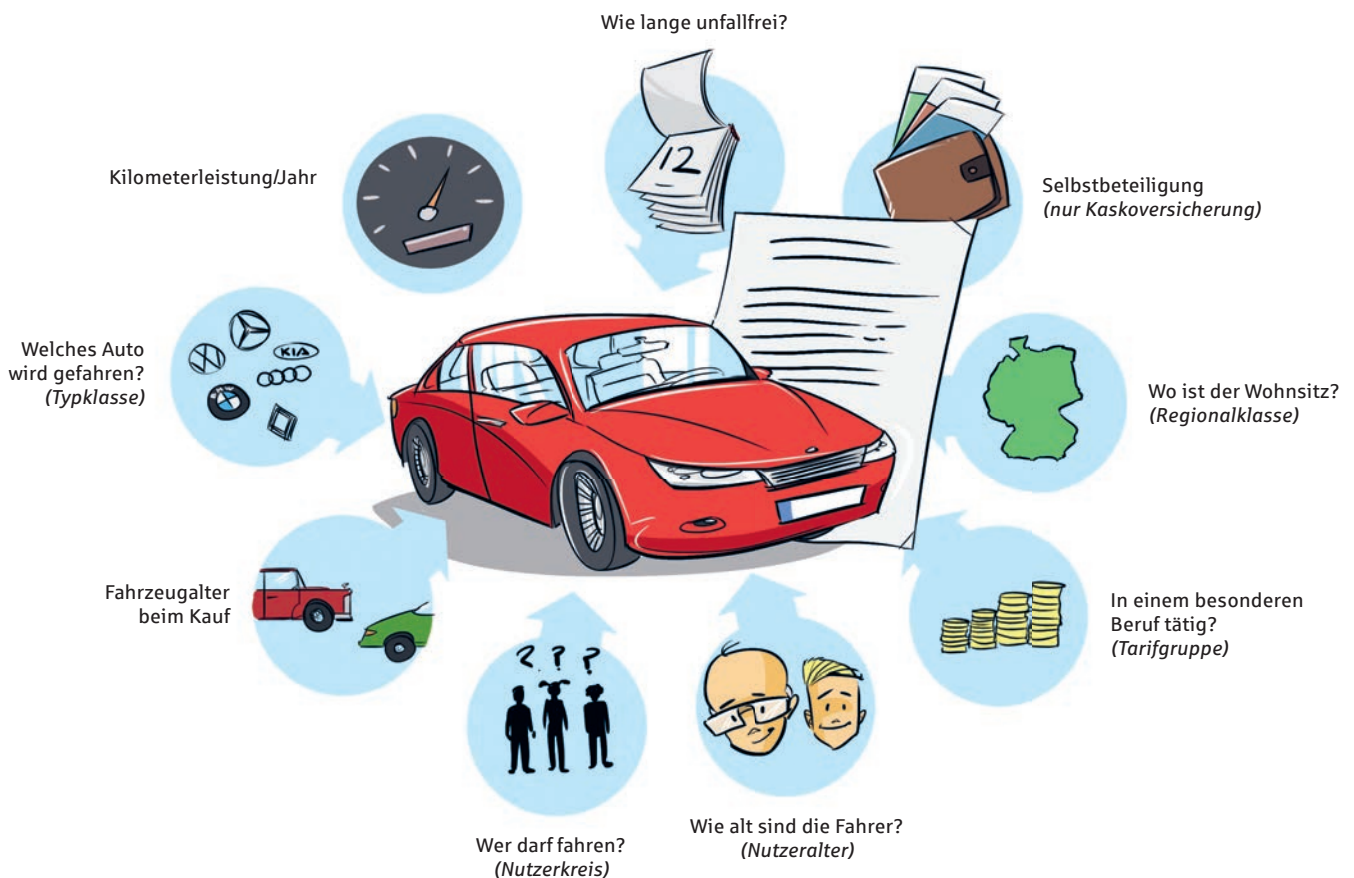 Wie lange unfallfrei?
12
Kilometerleistung/Jahr
Selbstbeteiligung
(nur Kaskoversicherung)
Welches Auto
wird gefahren?
(Typklasse)
KIA
Wo ist der Wohnsitz?
(Regionalklasse)
Fahrzeugalter
beim Kauf
In einem besonderen
Beruf tätig?
(Tarifgruppe)
? ? ?
Wer darf fahren?
(Nutzerkreis)
Wie alt sind die Fahrer?
(Nutzeralter)